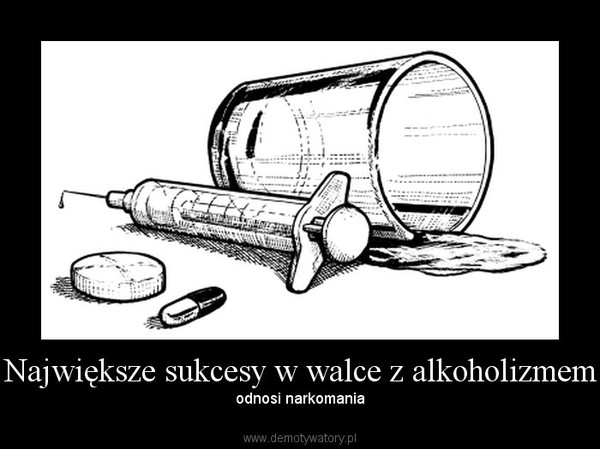 Największe sukcesy w walce z alkoholizmem
odnosi narkomania
www.demotywatory.pl